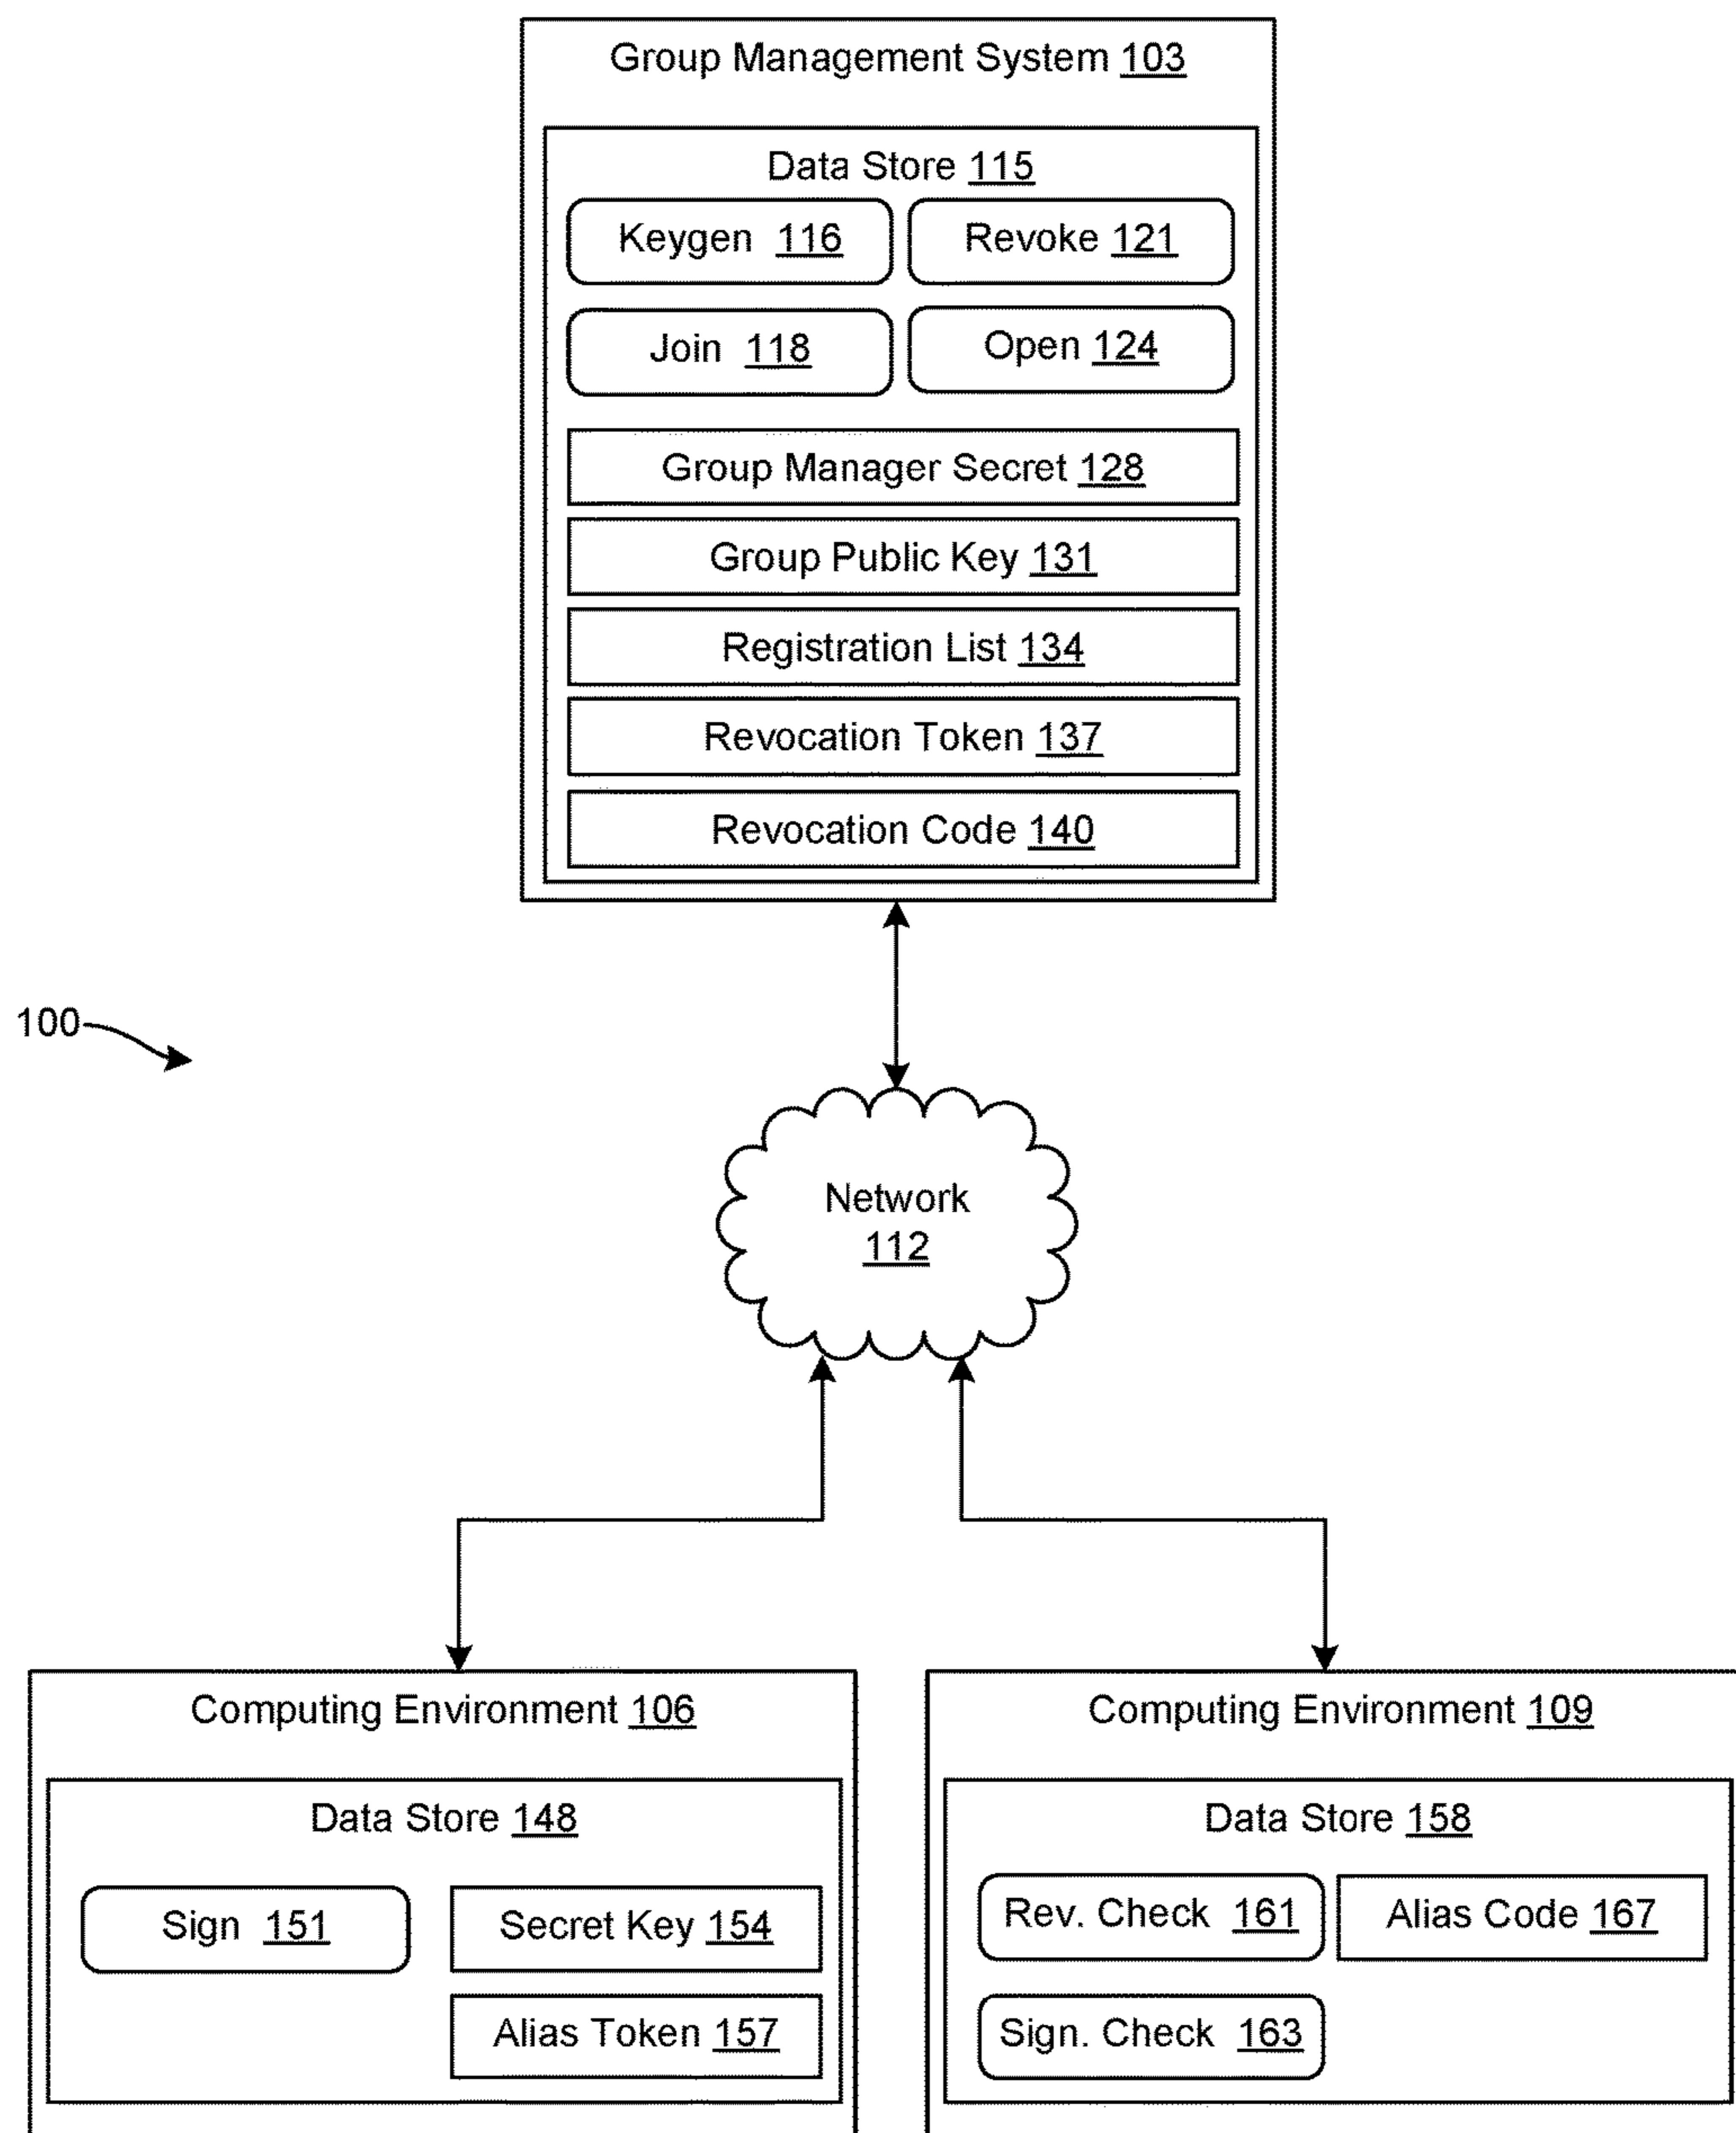 Group Management System 103
Data Store 115
Keygen 116
Revoke 121
Join 118
Open 124
Group Manager Secret 128
Group Public Key 131
Registration List 134
Revocation Token 137
Revocation Code 140
100
Network
112
Computing Environment 106
Data Store 148
Sign 151
Secret Key 154
Alias Token 157
Computing Environment 109
Data Store 158
Rev. Check 161
Alias Code 167
Sign. Check 163